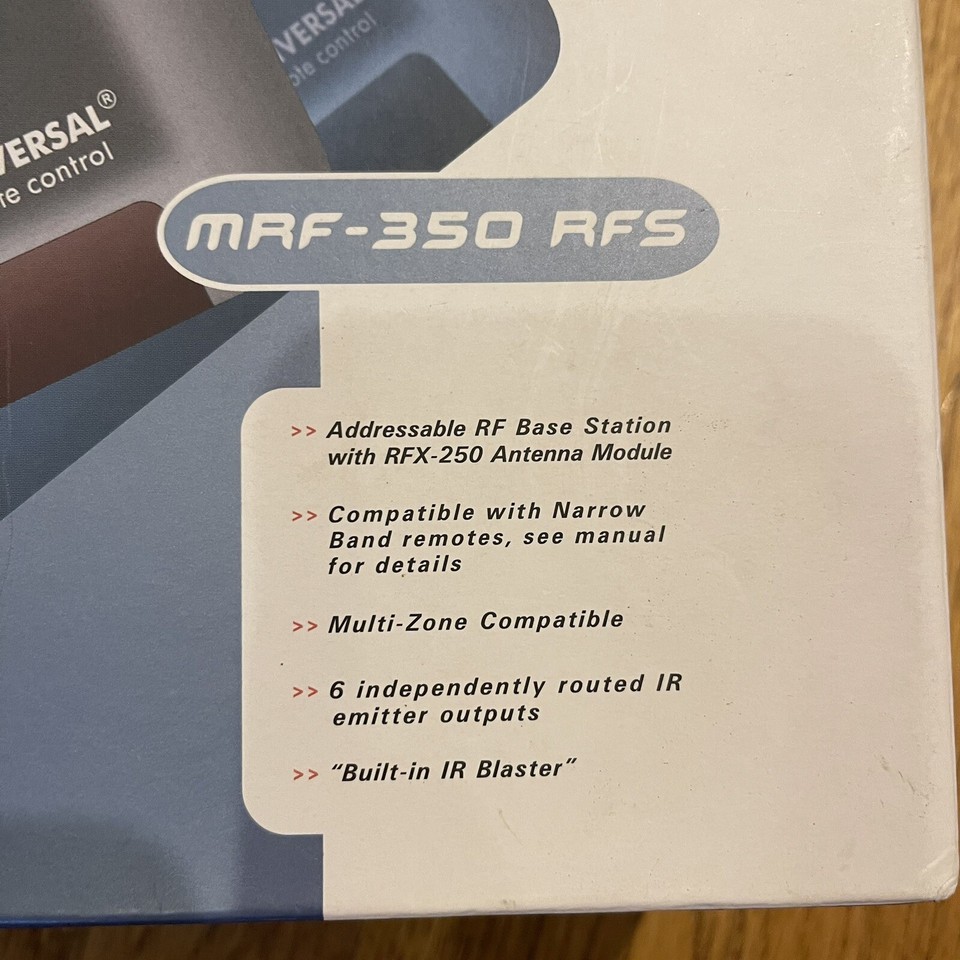 VERSAL®
te control
VERSAL
ote control
MRF-350 RFS
>> Addressable RF Base Station
with RFX-250 Antenna Module
>> Compatible with Narrow
Band remotes, see manual
for details
>> Multi-Zone Compatible
>> 6 independently routed IR
emitter outputs
>> “Built-in IR Blaster”